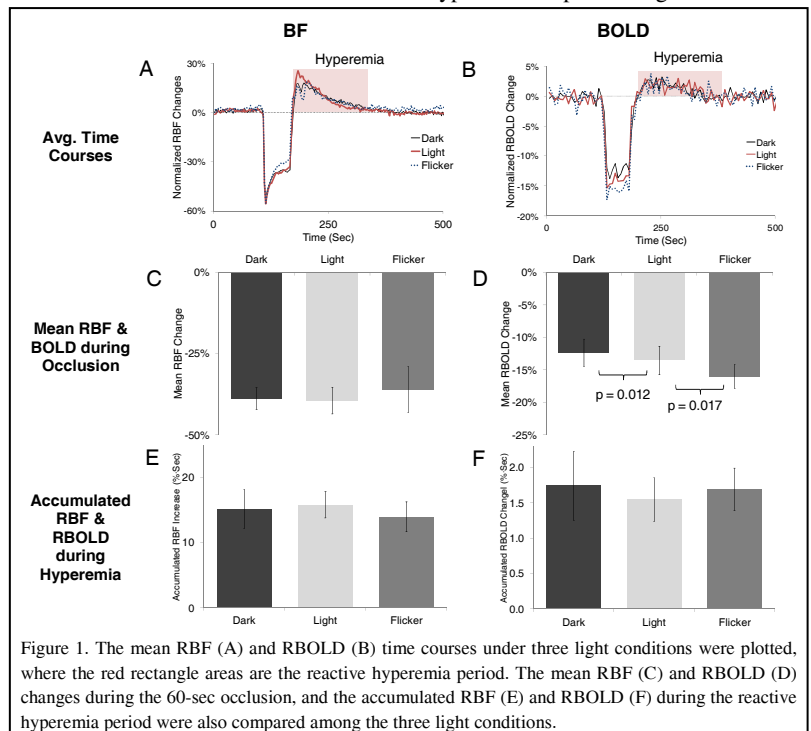 BF
BOLD
A
Hyperemia
30%
0%
-30%
-60%
Normalized RBF Changes
Dark
Light
Flicker
0
250
500
Time (Sec)
B
Hyperemia
5%
0%
-5%
-10%
-15%
-20%
Normalized RBOLD Change
Dark
Light
Flicker
0
250
500
Time (Sec)
Avg. Time
Courses
C
Dark
Light
Flicker
0%
-25%
-50%
Mean RBF Change
D
Dark
Light
Flicker
0%
-5%
-10%
-15%
-20%
-25%
Mean RBOLD Change
p = 0.012
p = 0.017
Mean RBF &
BOLD during
Occlusion
E
20
10
0
Accumulated RBF Increase (%·Sec)
Dark
Light
Flicker
F
2.0
1.5
1.0
0.5
0.0
Accumulated RBOLD Changel (%·Sec)
Dark
Light
Flicker
Accumulated
RBF &
RBOLD
during
Hyperemia
Figure 1. The mean RBF (A) and RBOLD (B) time courses under three light conditions were plotted,
where the red rectangle areas are the reactive hyperemia period. The mean RBF (C) and RBOLD (D)
changes during the 60-sec occlusion, and the accumulated RBF (E) and RBOLD (F) during the reactive
hyperemia period were also compared among the three light conditions.